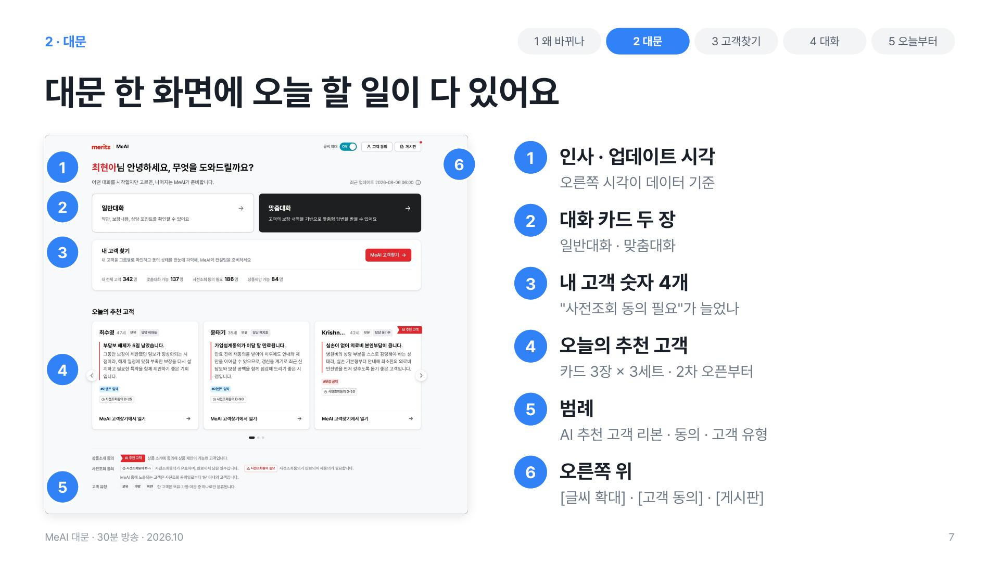 2 · 대문
1 왜 바뀌나
2 대문
3 고객찾기
4 대화
5 오늘부터
대문 한 화면에 오늘 할 일이 다 있어요
meritz | MeAI
글씨 확대 ON 고객 동의 게시판
1
최현아님 안녕하세요, 무엇을 도와드릴까요?
6
어떤 대화를 시작할지만 고르면, 나머지는 MeAI가 준비합니다.
최근 업데이트 2026-08-06 06:00
2
일반대화 →
약관, 보장내용, 상담 포인트를 확인할 수 있어요
맞춤대화 →
고객의 보장 내역을 기반으로 맞춤형 답변을 받을 수 있어요
3
내 고객 찾기
내 고객을 그룹별로 확인하고 동의 상태를 한눈에 파악해, MeAI와 컨설팅을 준비하세요
MeAI 고객찾기 →
내 전체 고객 342명 맞춤대화 가능 137명 사전조회 동의 필요 186명 상품제안 가능 84명
오늘의 추천 고객
4
최수영 47세 보유 담당 이하늘
부담보 해제가 5일 남았습니다.
그동안 보장이 제한됐던 담보가 정상화되는 시
점이라, 해제 일정에 맞춰 부족한 보장을 다시 설
계하고 필요한 특약을 함께 제안하기 좋은 기회
입니다.
#이벤트 임박
사전조회동의 D-25
MeAI 고객찾기에서 열기 →
윤태기 35세 보유 담당 한지후
가입설계동의가 이달 말 만료됩니다.
만료 전에 재동의를 받아야 이후에도 안내와 제
안을 이어갈 수 있으므로, 갱신을 계기로 최근 신
담보와 보장 공백을 함께 점검해 드리기 좋은 시
점입니다.
#이벤트 임박
사전조회동의 D-90
MeAI 고객찾기에서 열기 →
Krishn... 42세 보유 담당 윤가온
AI 추천 고객
실손이 없어 의료비 본인부담이 큽니다.
병원비의 상당 부분을 스스로 감당해야 하는 상
태라, 실손 기본형부터 안내해 최소한의 의료비
안전망을 먼저 갖추도록 돕기 좋은 고객입니다.
#보장 공백
사전조회동의 D-30
MeAI 고객찾기에서 열기 →
상품소개 동의 AI 추천 고객 상품 소개에 동의해 상품 제안이 가능한 고객입니다.
사전조회 동의 사전조회동의 D-n 사전조회동의가 유효하며, 만료까지 남은 일수입니다. 사전조회동의 필요 사전조회동의가 만료되어 재동의가 필요합니다.
MeAI 홈에 노출되는 고객은 사전조회 동의일로부터 1년 이내의 고객입니다.
5
고객 유형 보유 가망 이관 한 고객은 보유·가망·이관 중 하나로만 분류됩니다.
1 인사 · 업데이트 시각
오른쪽 시각이 데이터 기준
2 대화 카드 두 장
일반대화 · 맞춤대화
3 내 고객 숫자 4개
"사전조회 동의 필요"가 늘었나
4 오늘의 추천 고객
카드 3장 × 3세트 · 2차 오픈부터
5 범례
AI 추천 고객 리본 · 동의 · 고객 유형
6 오른쪽 위
[글씨 확대] · [고객 동의] · [게시판]
MeAI 대문 · 30분 방송 · 2026.10
7